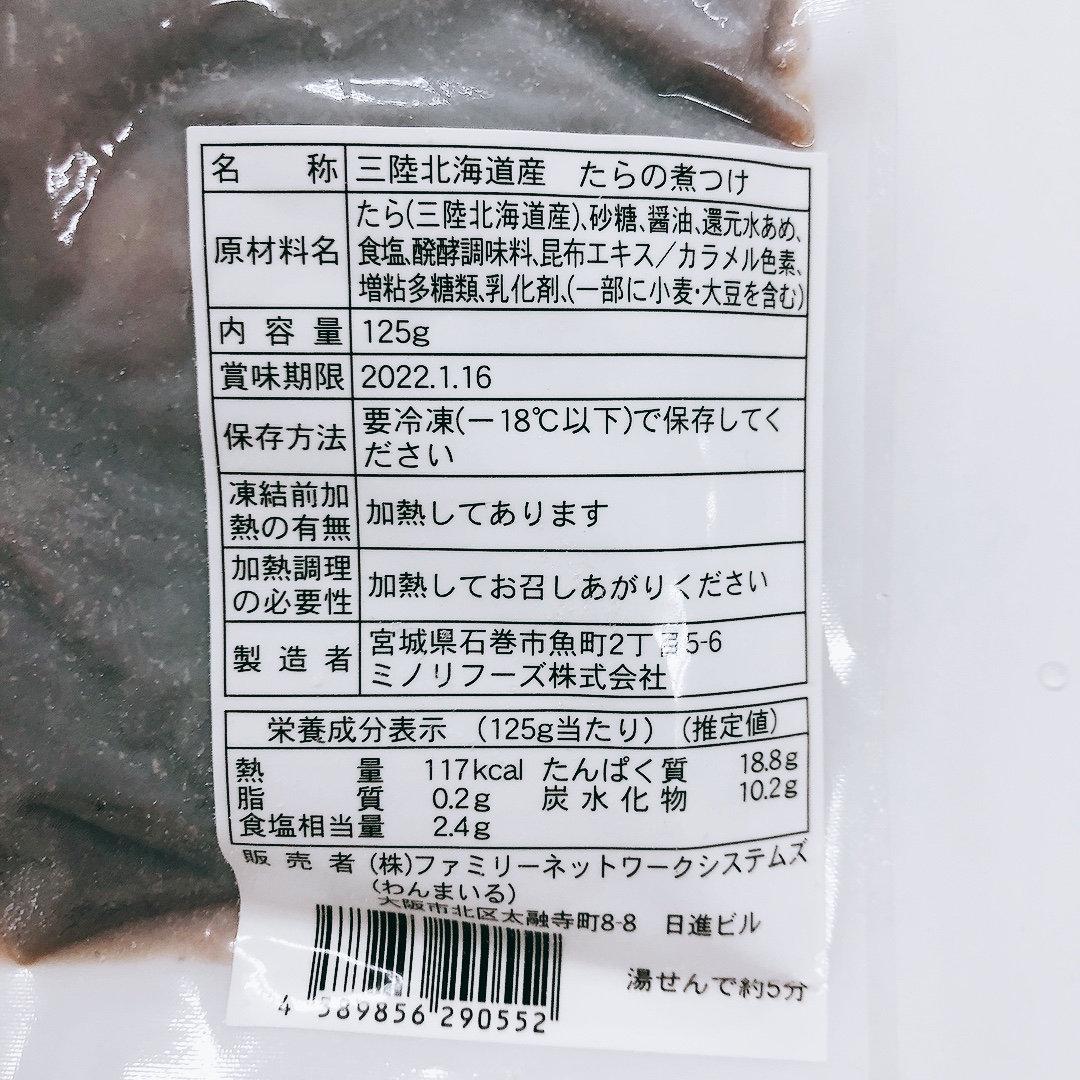 名 称 三陸北海道産 たらの煮つけ
原材料名 たら(三陸北海道産)、砂糖、醤油、還元水あめ、
食塩、醗酵調味料、昆布エキス／カラメル色素、
増粘多糖類、乳化剤、(一部に小麦・大豆を含む)
内 容 量 125g
賞味期限 2022.1.16
保存方法 要冷凍(－18℃以下)で保存してく
ださい
凍結前加
熱の有無 加熱してあります
加熱調理
の必要性 加熱してお召しあがりください
製 造 者 宮城県石巻市魚町2丁目5-6
ミノリフーズ株式会社
栄養成分表示 (125g当たり) (推定値)
熱 量 117kcal たんぱく質 18.8g
脂 質 0.2g 炭水化物 10.2g
食塩相当量 2.4g
販 売 者 (株)ファミリーネットワークシステムズ
(わんまいる)
大阪市北区太融寺町8-8 日進ビル
湯せんで約5分
4 589856 290552